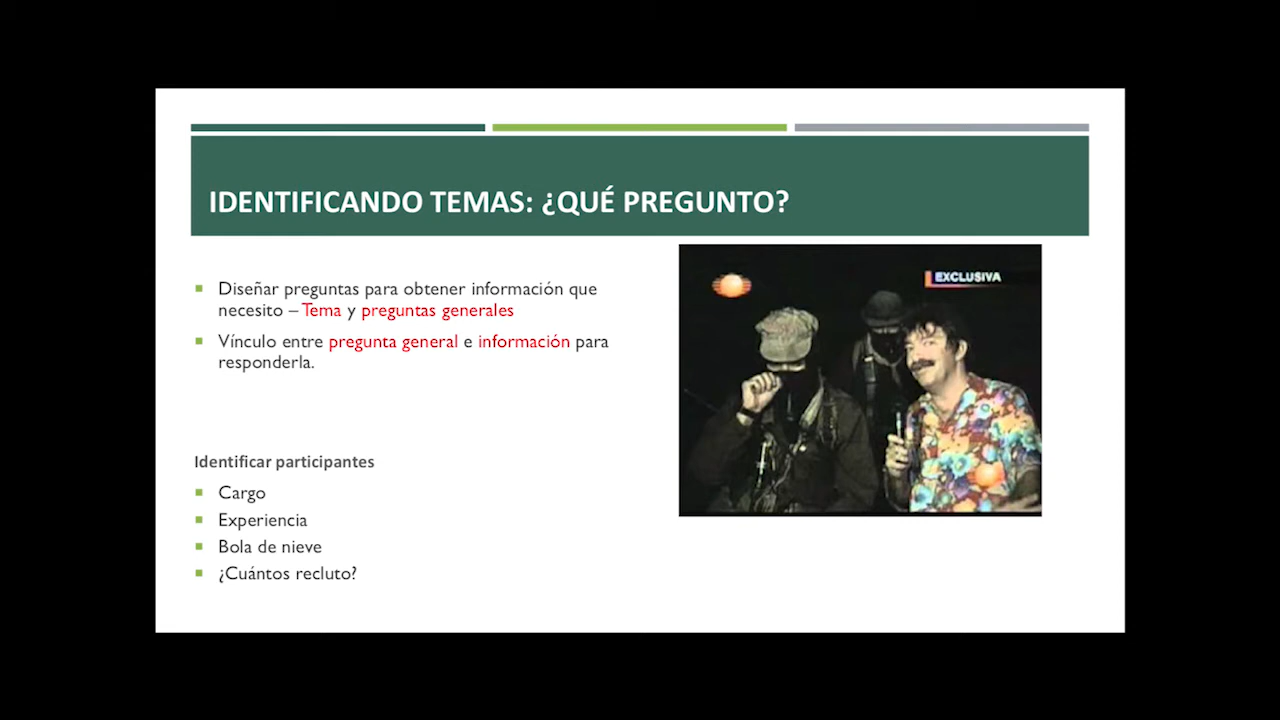 IDENTIFICANDO TEMAS: ¿QUÉ PREGUNTO?
Diseñar preguntas para obtener información que
necesito – Tema y preguntas generales
Vínculo entre pregunta general e información para
responderla.
EXCLUSIVA
Identificar participantes
Cargo
Experiencia
Bola de nieve
¿Cuántos recluto?